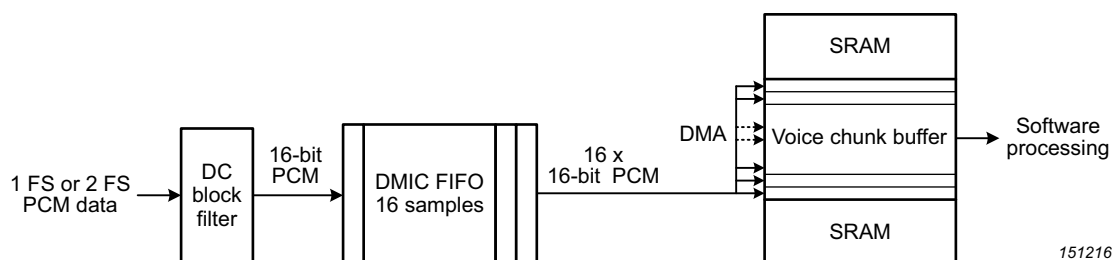 1 FS or 2 FS
PCM data
DC
block
filter
16-bit
PCM
DMIC FIFO
16 samples
16 x
16-bit PCM
DMA
SRAM
Voice chunk buffer
SRAM
Software
processing
151216